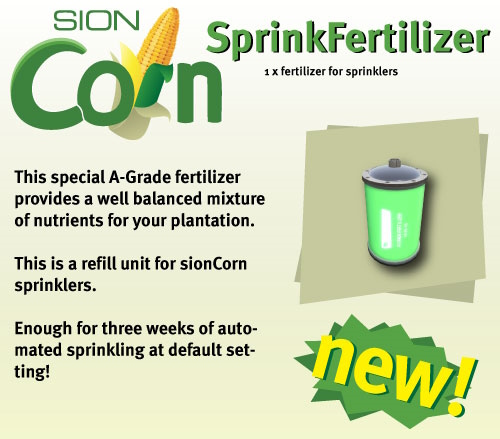 SION
Corn
SprinkFertilizer
1 x fertilizer for sprinklers
This special A-Grade fertilizer
provides a well balanced mixture
of nutrients for your plantation.
This is a refill unit for sionCorn
sprinklers.
Enough for three weeks of auto-
mated sprinkling at default set-
ting!
new!